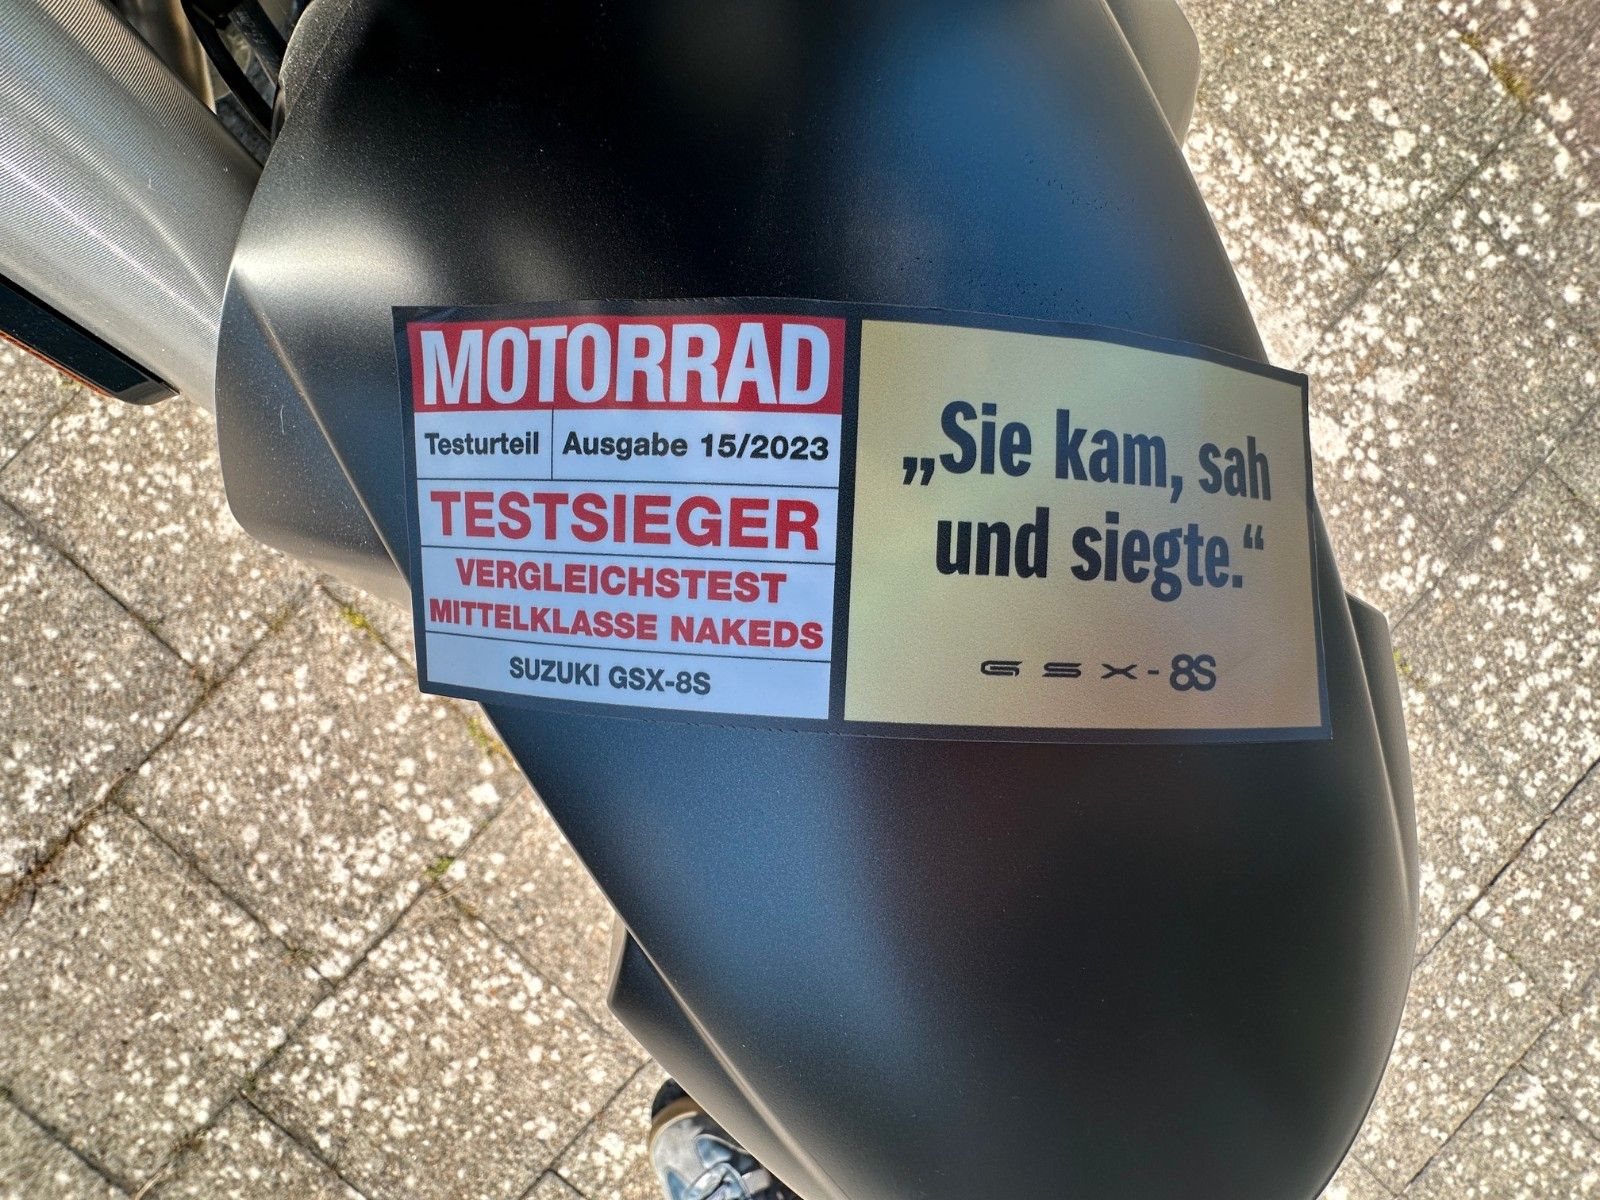 MOTORRAD
Testurteil Ausgabe 15/2023
TESTSIEGER
VERGLEICHSTEST
MITTELKLASSE NAKEDS
SUZUKI GSX-8S
„Sie kam, sah
und siegte.“
GSX-8S